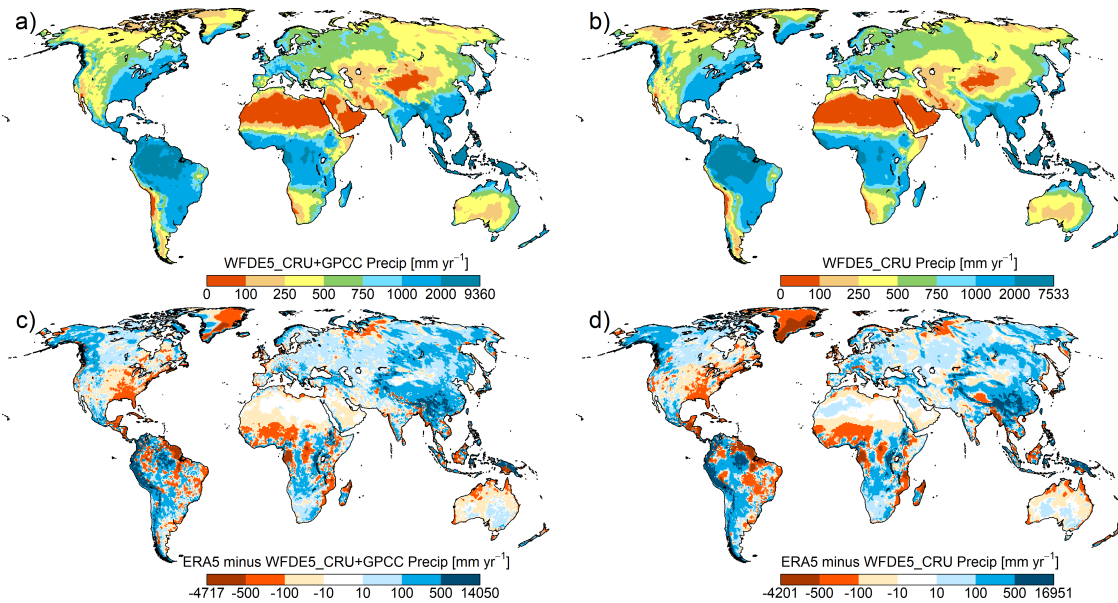 a)
b)
WFDE5_CRU+GPCC Precip [mm yr⁻¹]
0 100 250 500 750 1000 2000 9360
WFDE5_CRU Precip [mm yr⁻¹]
0 100 250 500 750 1000 2000 7533
c)
d)
ERA5 minus WFDE5_CRU+GPCC Precip [mm yr⁻¹]
-4717 -500 -100 -10 10 100 500 14050
ERA5 minus WFDE5_CRU Precip [mm yr⁻¹]
-4201 -500 -100 -10 10 100 500 16951